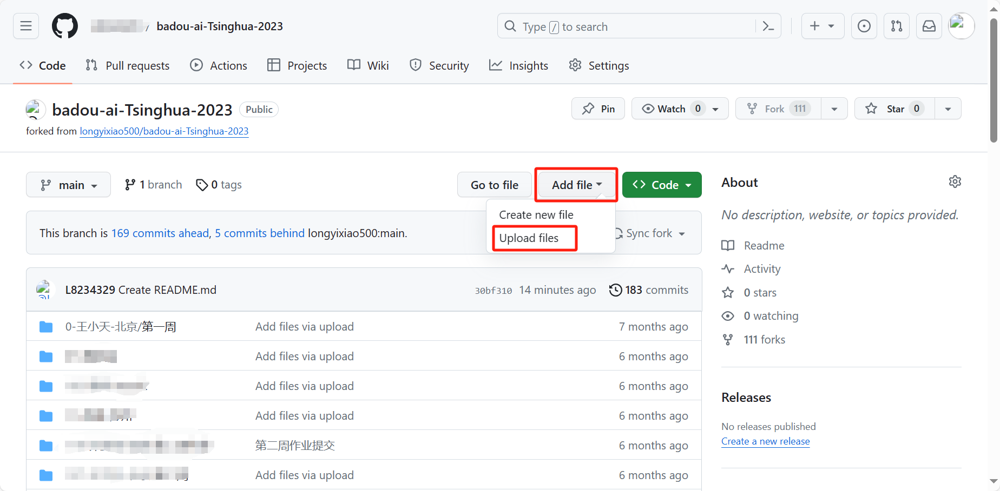 / badou-ai-Tsinghua-2023
Type / to search
Code Pull requests Actions Projects Wiki Security Insights Settings
badou-ai-Tsinghua-2023 Public
Pin Watch 0 Fork 111 Star 0
forked from longyixiao500/badou-ai-Tsinghua-2023
main 1 branch 0 tags Go to file Add file Code
Create new file
Upload files
This branch is 169 commits ahead, 5 commits behind longyixiao500:main.
Sync fork
L8234329 Create README.md 30bf310 14 minutes ago 183 commits
0-王小天-北京/第一周 Add files via upload 7 months ago
Add files via upload 6 months ago
Add files via upload 6 months ago
Add files via upload 6 months ago
第二周作业提交 6 months ago
Add files via upload 6 months ago
About
No description, website, or topics provided.
Readme
Activity
0 stars
0 watching
111 forks
Releases
No releases published
Create a new release